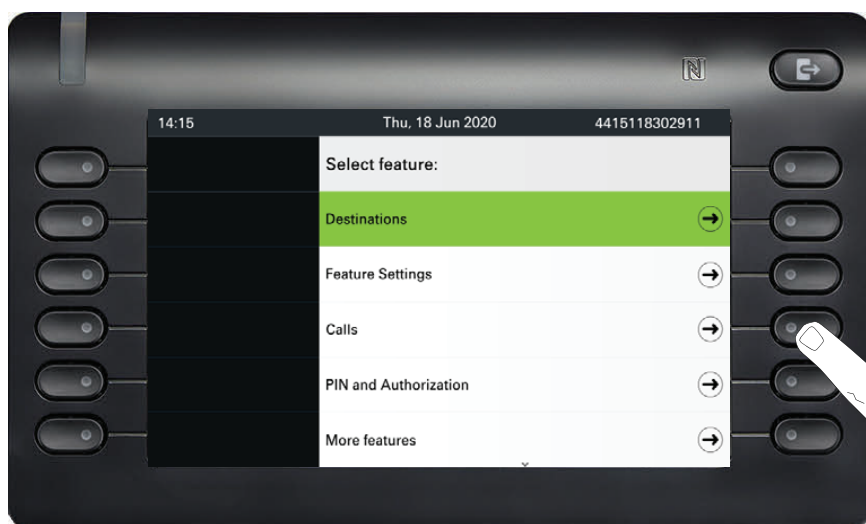 14:15 Thu, 18 Jun 2020 4415118302911
Select feature:
Destinations
Feature Settings
Calls
PIN and Authorization
More features